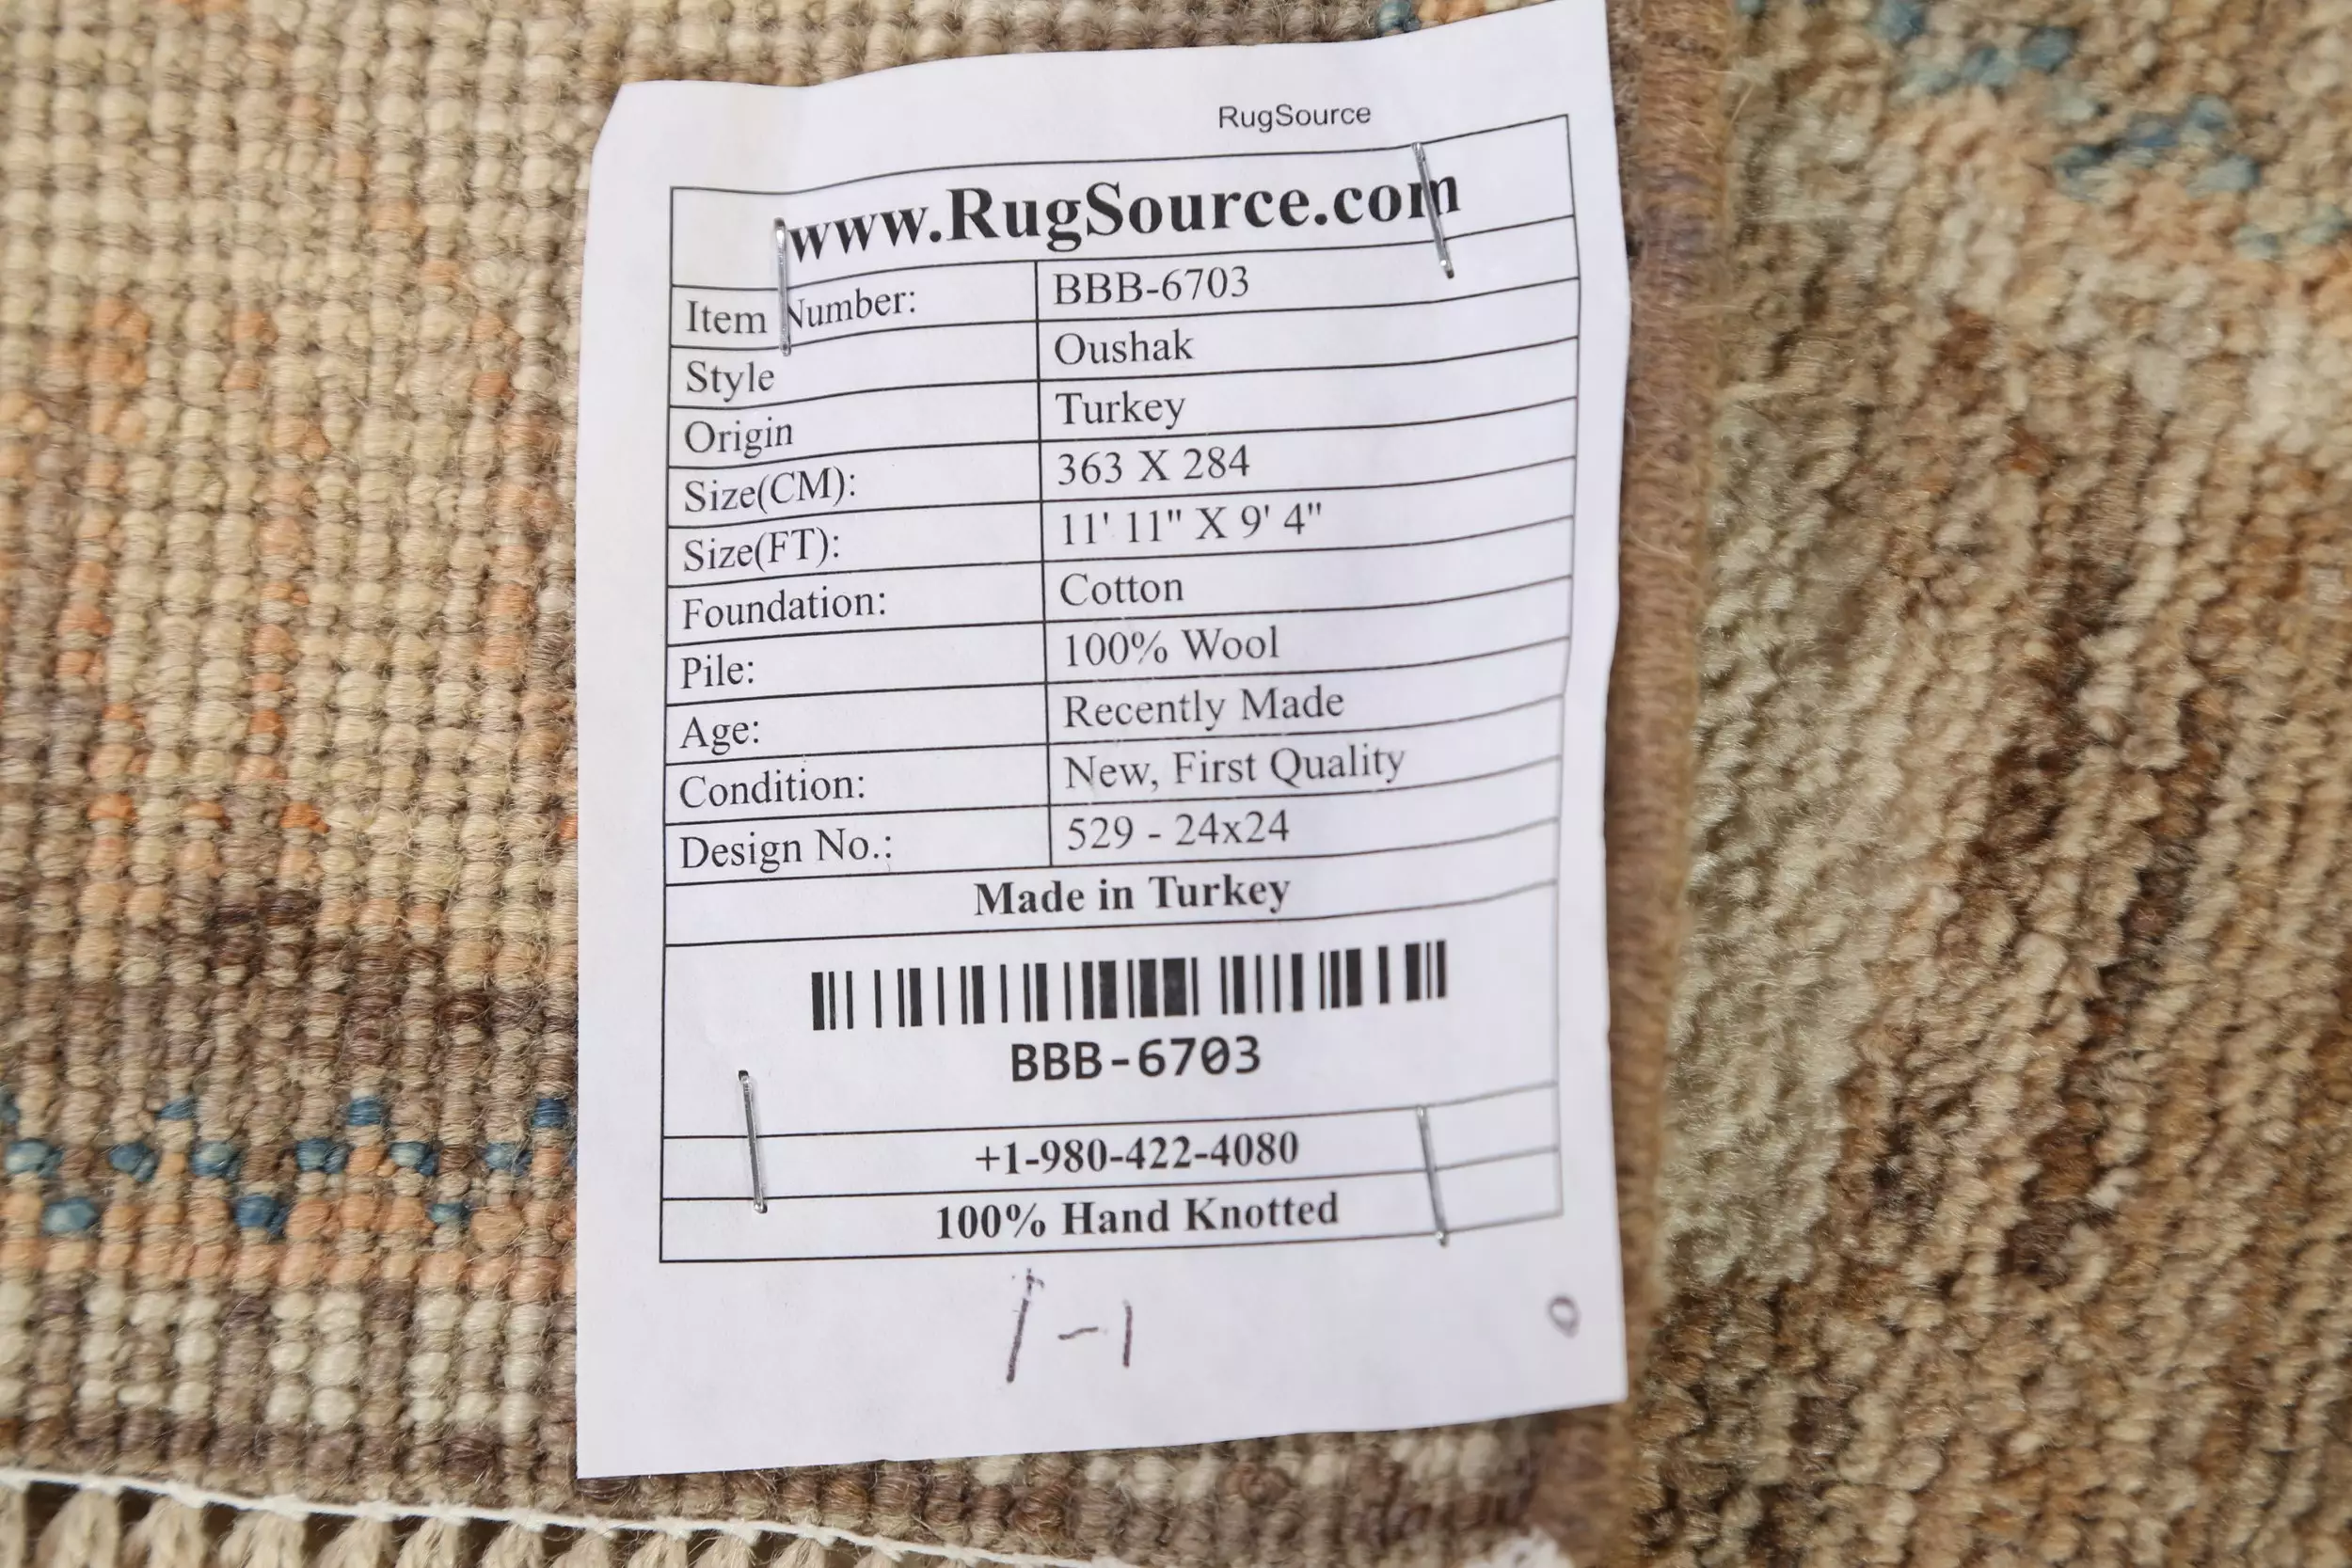 RugSource
www.RugSource.com
Item Number: BBB-6703
Style Oushak
Origin Turkey
Size(CM): 363 X 284
Size(FT): 11' 11" X 9' 4"
Foundation: Cotton
Pile: 100% Wool
Age: Recently Made
Condition: New, First Quality
Design No.: 529 - 24x24
Made in Turkey
BBB-6703
+1-980-422-4080
100% Hand Knotted
1-1
0